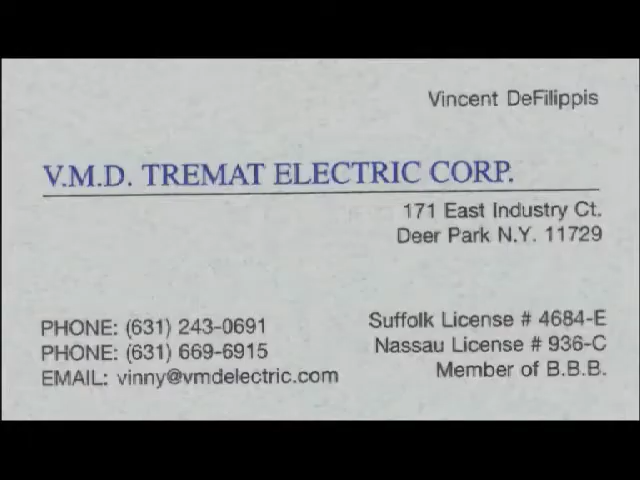 Vincent DeFilippis
V.M.D. TREMAT ELECTRIC CORP.
171 East Industry Ct.
Deer Park N.Y. 11729
PHONE: (631) 243-0691
PHONE: (631) 669-6915
EMAIL: vinny@vmdelectric.com
Suffolk License # 4684-E
Nassau License # 936-C
Member of B.B.B.